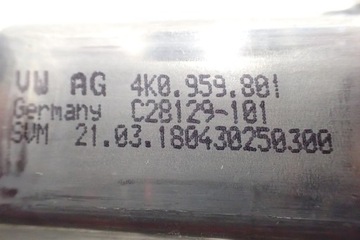 VW AG 4K0.959.801
Germany C28129-101
SVM 21.03.180430250300